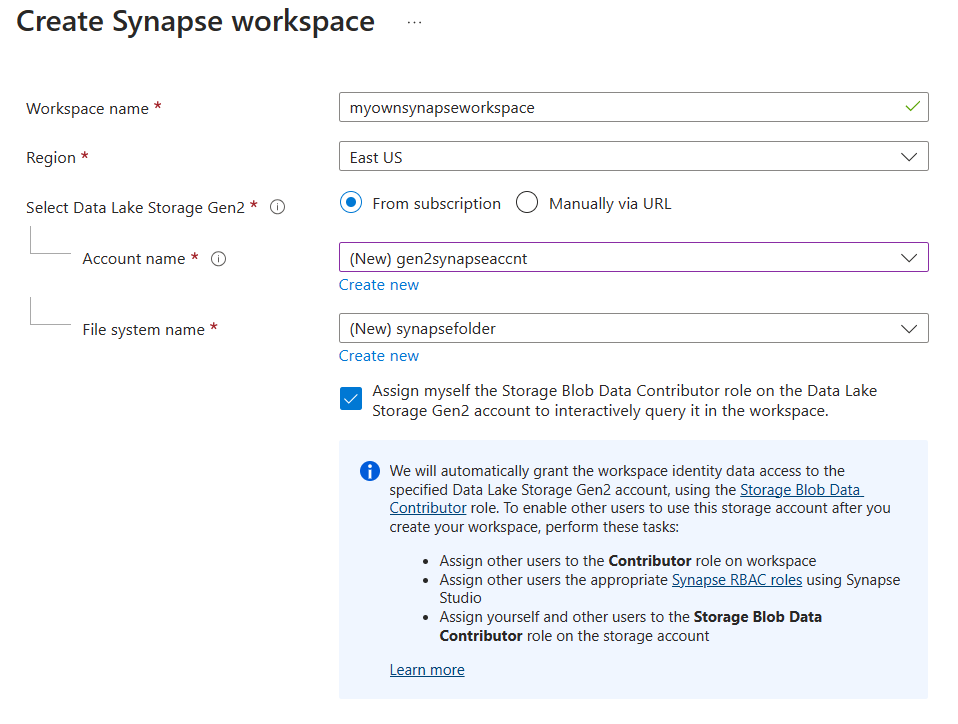 Create Synapse workspace ...
Workspace name *
myownsynapseworkspace
Region *
East US
Select Data Lake Storage Gen2 *
From subscription
Manually via URL
Account name *
(New) gen2synapseaccnt
Create new
File system name *
(New) synapsefolder
Create new
Assign myself the Storage Blob Data Contributor role on the Data Lake
Storage Gen2 account to interactively query it in the workspace.
We will automatically grant the workspace identity data access to the
specified Data Lake Storage Gen2 account, using the Storage Blob Data
Contributor role. To enable other users to use this storage account after you
create your workspace, perform these tasks:
• Assign other users to the Contributor role on workspace
• Assign other users the appropriate Synapse RBAC roles using Synapse
Studio
• Assign yourself and other users to the Storage Blob Data
Contributor role on the storage account
Learn more